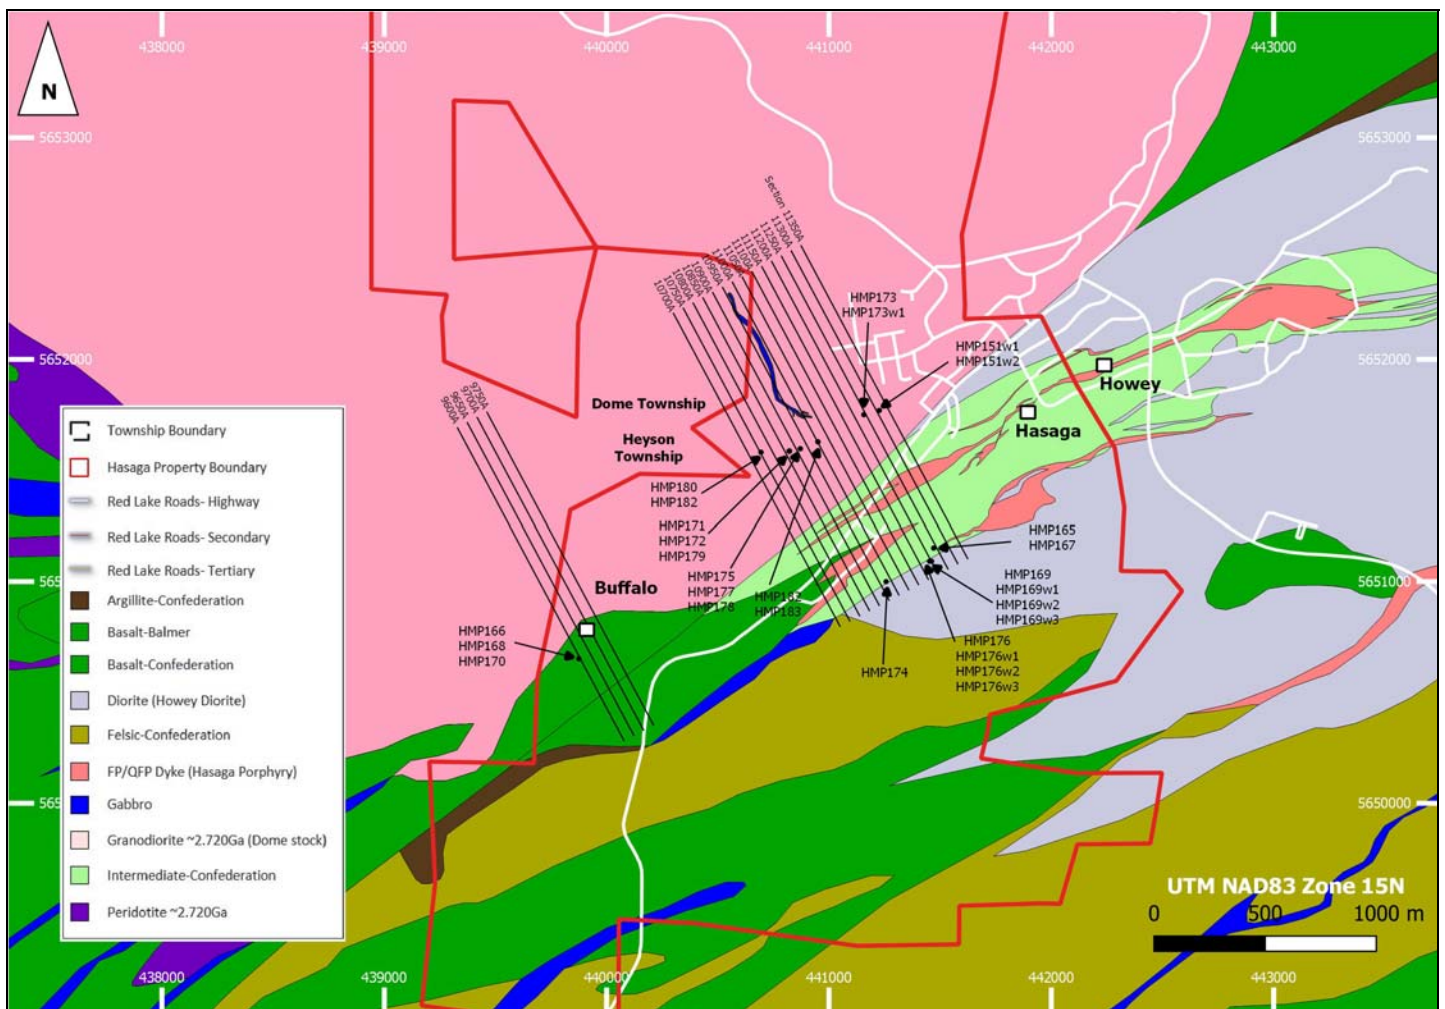 438000
439000
440000
441000
442000
443000
N
5653000
5653000
Section 11350A
11300A
11250A
11200A
11150A
11100A
11050A
11000A
10950A
10900A
10850A
10800A
10750A
10700A
HMP173
HMP173w1
HMP151w1
HMP151w2
5652000
5652000
Howey
Hasaga
9750A
9700A
9650A
9600A
Dome Township
Heyson
Township
HMP180
HMP182
HMP171
HMP172
HMP179
HMP175
HMP177
HMP178
HMP182
HMP183
HMP165
HMP167
HMP169
HMP169w1
HMP169w2
HMP169w3
HMP176
HMP176w1
HMP176w2
HMP176w3
HMP174
565
5651000
Buffalo
HMP166
HMP168
HMP170
565
5650000
Township Boundary
Hasaga Property Boundary
Red Lake Roads- Highway
Red Lake Roads- Secondary
Red Lake Roads- Tertiary
Argillite-Confederation
Basalt-Balmer
Basalt-Confederation
Diorite (Howey Diorite)
Felsic-Confederation
FP/QFP Dyke (Hasaga Porphyry)
Gabbro
Granodiorite ~2.720Ga (Dome stock)
Intermediate-Confederation
Peridotite ~2.720Ga
UTM NAD83 Zone 15N
0 500 1000 m
438000
439000
440000
441000
442000
443000